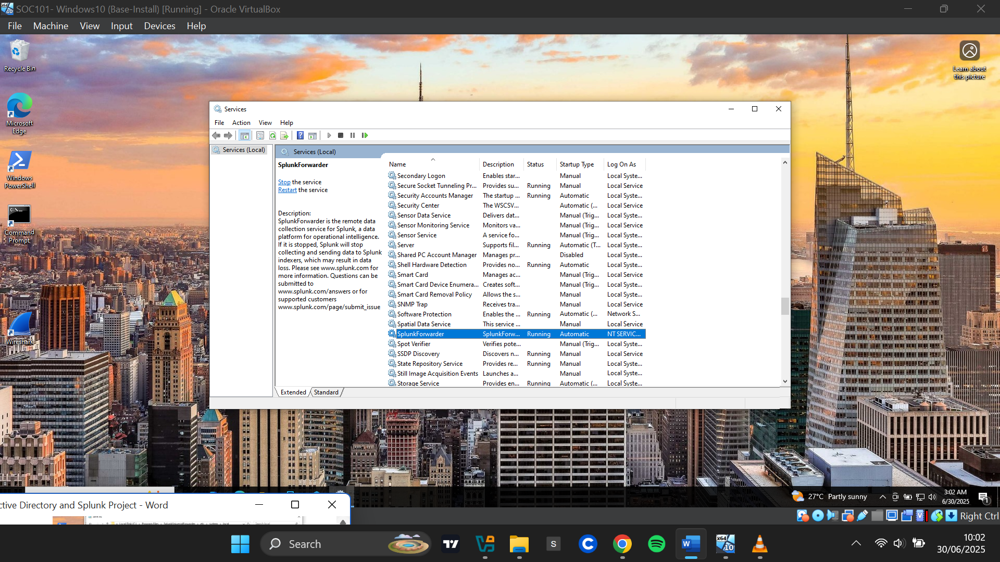 SOC101- Windows10 (Base-Install) [Running] - Oracle VirtualBox
File Machine View Input Devices Help
Recycle Bin
Microsoft
Edge
Windows
PowerShell
Command
Prompt
Wireshark
Learn about
this picture
Services
File Action View Help
Services (Local)
Services (Local)
SplunkForwarder
Stop the service
Restart the service
Description:
SplunkForwarder is the remote data
collection service for Splunk, a data
platform for operational intelligence.
If it is stopped, Splunk will stop
collecting and sending data to Splunk
indexers, which may result in data
loss. Please see www.splunk.com for
more information. Questions can be
submitted to
www.splunk.com/answers or for
supported customers
www.splunk.com/page/submit_issue
Name Description Status Startup Type Log On As
Secondary Logon Enables star... Manual Local Syste...
Secure Socket Tunneling Pr... Provides su... Running Manual Local Service
Security Accounts Manager The startup ... Running Automatic Local Syste...
Security Center The WSCSV... Automatic (... Local Service
Sensor Data Service Delivers dat... Manual (Trig... Local Syste...
Sensor Monitoring Service Monitors va... Manual (Trig... Local Service
Sensor Service A service fo... Manual (Trig... Local Syste...
Server Supports fil... Running Automatic (T... Local Syste...
Shared PC Account Manager Manages pr... Disabled Local Syste...
Shell Hardware Detection Provides no... Running Automatic Local Syste...
Smart Card Manages ac... Manual (Trig... Local Service
Smart Card Device Enumera... Creates soft... Manual (Trig... Local Syste...
Smart Card Removal Policy Allows the s... Manual Local Syste...
SNMP Trap Receives tra... Manual Local Service
Software Protection Enables the ... Running Automatic (... Network S...
Spatial Data Service This service ... Manual Local Service
SplunkForwarder SplunkForw... Running Automatic NT SERVIC...
Spot Verifier Verifies pote... Manual (Trig... Local Syste...
SSDP Discovery Discovers n... Running Manual Local Service
State Repository Service Provides re... Running Manual Local Syste...
Still Image Acquisition Events Launches a... Manual Local Syste...
Storage Service Provides en... Running Automatic (... Local Syste...
Extended Standard
27°C Partly sunny
3:02 AM
6/30/2025
1
ctive Directory and Splunk Project - Word
Right Ctrl
Search
S
x64
10
10:02
30/06/2025